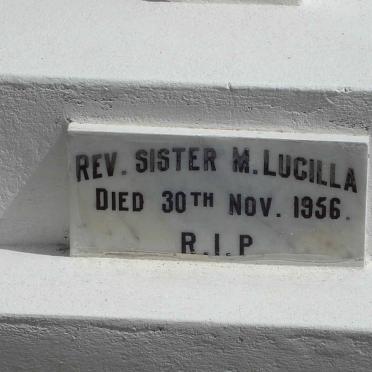 REV. SISTER M. LUCILLA
DIED 30TH NOV. 1956.
R.I.P